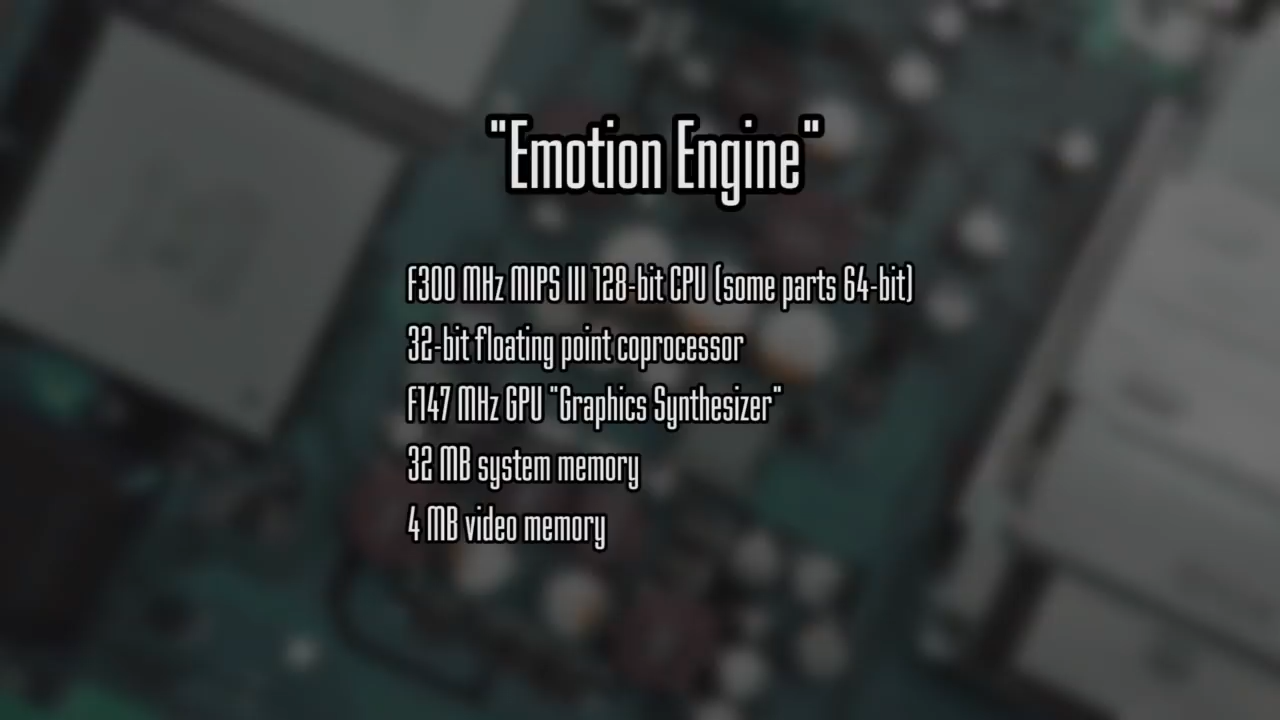 "Emotion Engine"
F300 MHz MIPS III 128-bit CPU (some parts 64-bit)
32-bit floating point coprocessor
F147 MHz GPU "Graphics Synthesizer"
32 MB system memory
4 MB video memory